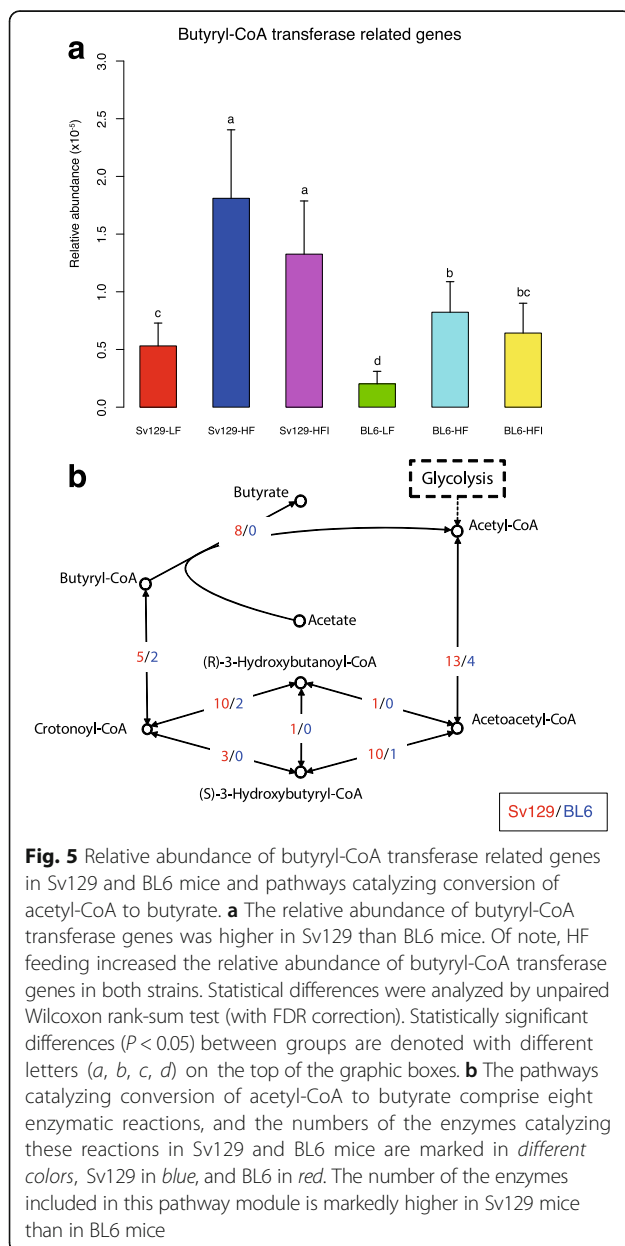 Butyryl-CoA transferase related genes
a
Relative abundance (x10⁻⁵)
3.0
2.5
2.0
1.5
1.0
0.5
0.0
c
a
a
d
b
bc
Sv129-LF
Sv129-HF
Sv129-HFI
BL6-LF
BL6-HF
BL6-HFI
b
Butyrate
Glycolysis
8/0
Acetyl-CoA
Butyryl-CoA
Acetate
5/2
(R)-3-Hydroxybutanoyl-CoA
13/4
10/2
1/0
Crotonoyl-CoA
1/0
Acetoacetyl-CoA
3/0
10/1
(S)-3-Hydroxybutyryl-CoA
Sv129/BL6
Fig. 5 Relative abundance of butyryl-CoA transferase related genes
in Sv129 and BL6 mice and pathways catalyzing conversion of
acetyl-CoA to butyrate. a The relative abundance of butyryl-CoA
transferase genes was higher in Sv129 than BL6 mice. Of note, HF
feeding increased the relative abundance of butyryl-CoA transferase
genes in both strains. Statistical differences were analyzed by unpaired
Wilcoxon rank-sum test (with FDR correction). Statistically significant
differences (P < 0.05) between groups are denoted with different
letters (a, b, c, d) on the top of the graphic boxes. b The pathways
catalyzing conversion of acetyl-CoA to butyrate comprise eight
enzymatic reactions, and the numbers of the enzymes catalyzing
these reactions in Sv129 and BL6 mice are marked in different
colors, Sv129 in blue, and BL6 in red. The number of the enzymes
included in this pathway module is markedly higher in Sv129 mice
than in BL6 mice